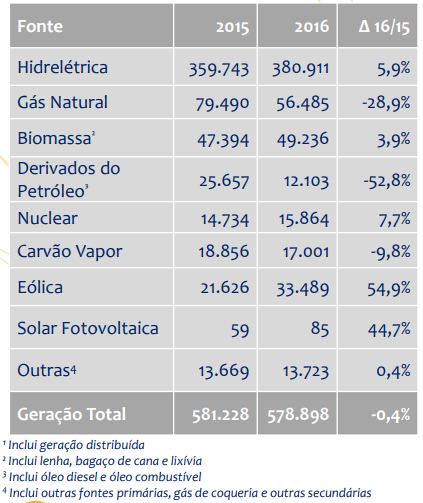 Fonte 2015 2016 Δ 16/15
Hidrelétrica 359.743 380.911 5,9%
Gás Natural 79.490 56.485 -28,9%
Biomassa² 47.394 49.236 3,9%
Derivados do
Petróleo³ 25.657 12.103 -52,8%
Nuclear 14.734 15.864 7,7%
Carvão Vapor 18.856 17.001 -9,8%
Eólica 21.626 33.489 54,9%
Solar Fotovoltaica 59 85 44,7%
Outras⁴ 13.669 13.723 0,4%
Geração Total 581.228 578.898 -0,4%
¹ Inclui geração distribuída
² Inclui lenha, bagaço de cana e lixívia
³ Inclui óleo diesel e óleo combustível
⁴ Inclui outras fontes primárias, gás de coqueria e outras secundárias